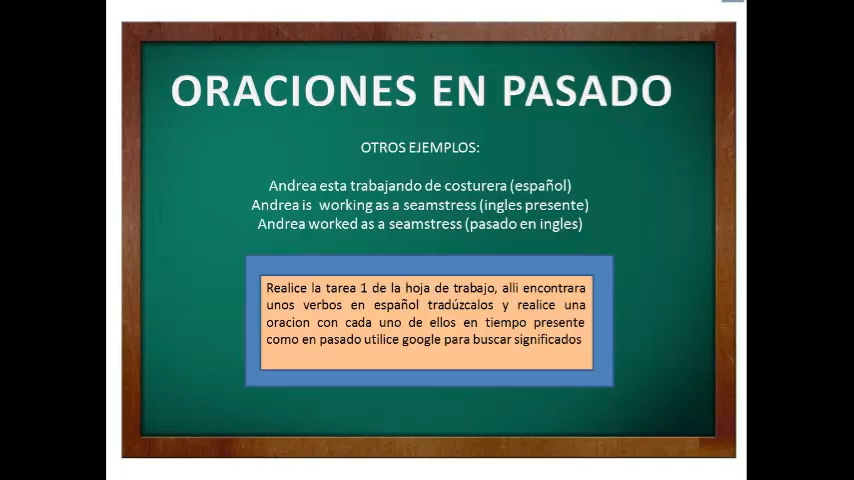 ORACIONES EN PASADO
OTROS EJEMPLOS:
Andrea esta trabajando de costurera (español)
Andrea is working as a seamstress (ingles presente)
Andrea worked as a seamstress (pasado en ingles)
Realice la tarea 1 de la hoja de trabajo, alli encontrara
unos verbos en español tradúzcalos y realice una
oracion con cada uno de ellos en tiempo presente
como en pasado utilice google para buscar significados